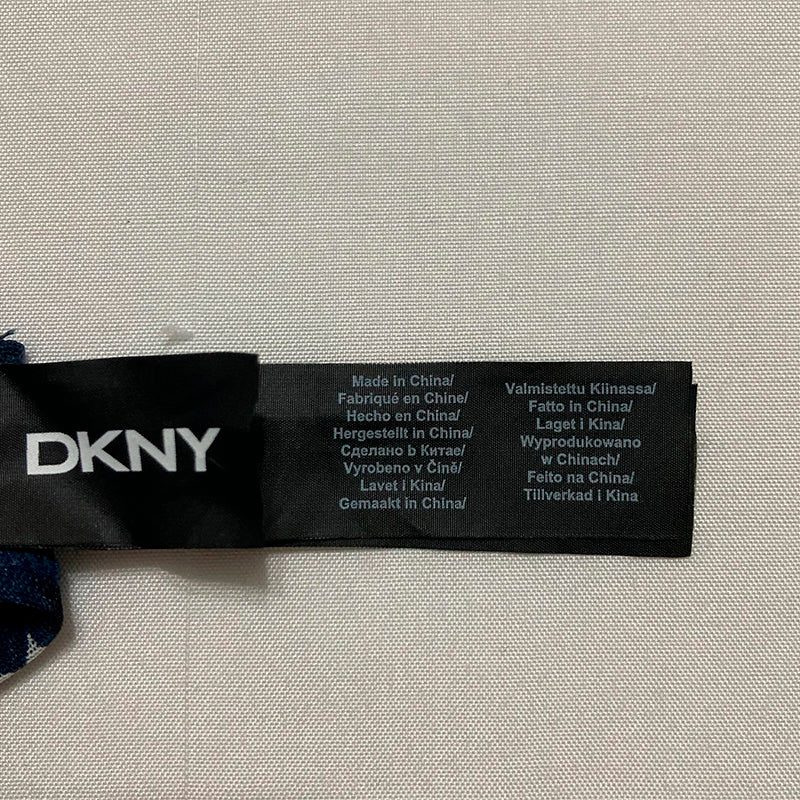 DKNY
Made in China/
Fabriqué en Chine/
Hecho en China/
Hergestellt in China/
Сделано ь Китае/
Vyrobeno v Číně/
Lavet i Kina/
Gemaakt in China/
Valmistettu Kiinassa/
Fatto in China/
Laget i Kina/
Wyprodukowano
w Chinach/
Feito na China/
Tillverkad i Kina